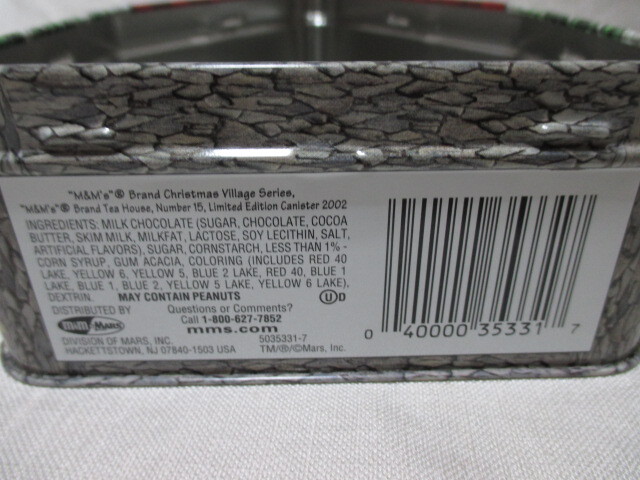 "M&M's"® Brand Christmas Village Series,
"M&M's"® Brand Tea House, Number 15, Limited Edition Canister 2002
INGREDIENTS: MILK CHOCOLATE (SUGAR, CHOCOLATE, COCOA
BUTTER, SKIM MILK, MILKFAT, LACTOSE, SOY LECITHIN, SALT,
ARTIFICIAL FLAVORS), SUGAR, CORNSTARCH, LESS THAN 1% -
CORN SYRUP, GUM ACACIA, COLORING (INCLUDES RED 40
LAKE, YELLOW 6, YELLOW 5, BLUE 2 LAKE, RED 40, BLUE 1
LAKE, BLUE 1, BLUE 2, YELLOW 5 LAKE, YELLOW 6 LAKE),
DEXTRIN. MAY CONTAIN PEANUTS ⓊD
DISTRIBUTED BY
M&M/MARS
DIVISION OF MARS, INC.
HACKETTSTOWN, NJ 07840-1503 USA
Questions or Comments?
Call 1-800-627-7852
mms.com
5035331-7
TM/®/©Mars, Inc.
0 40000 35331 7